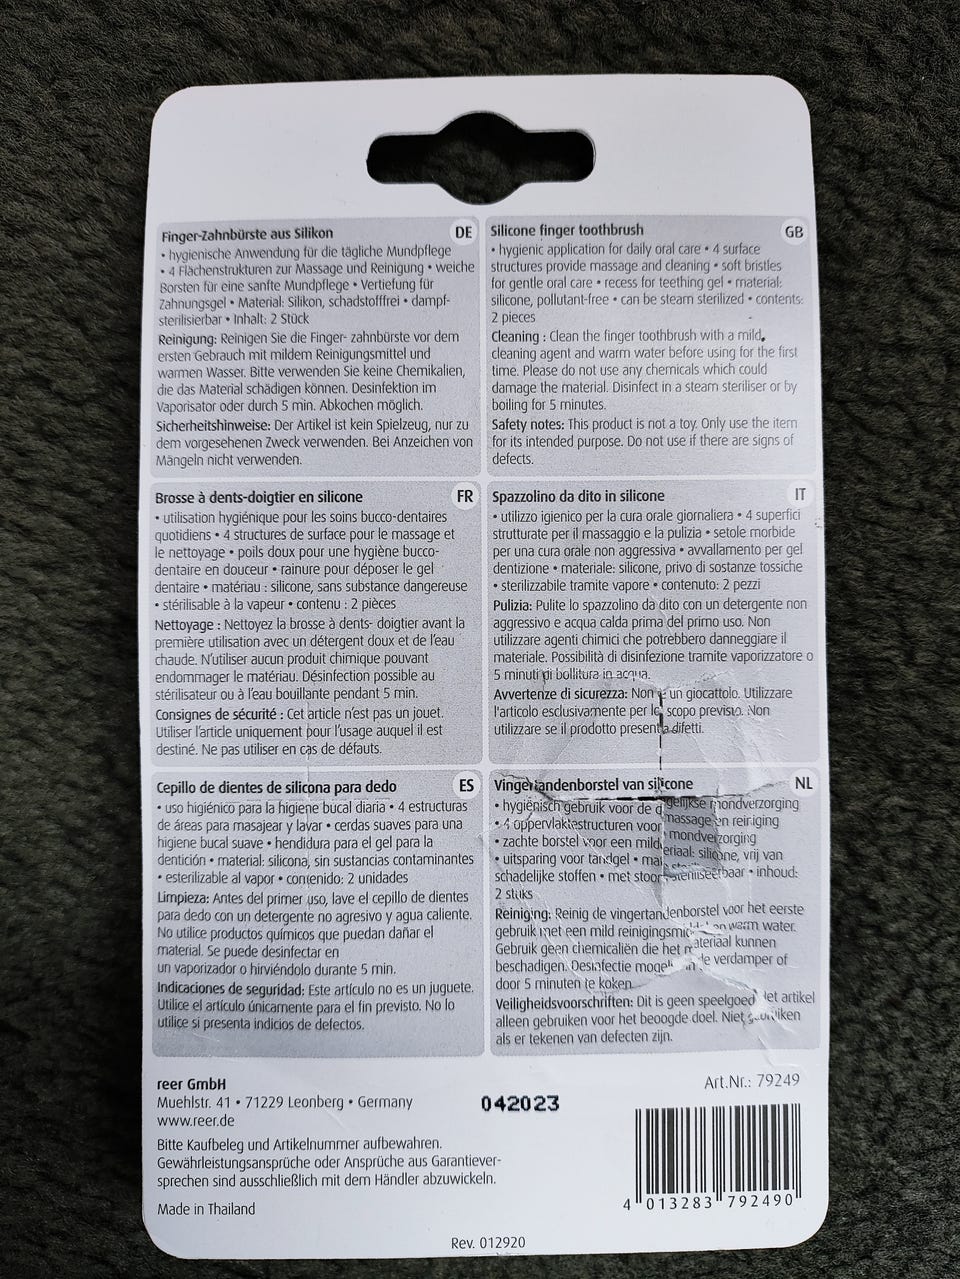 Finger-Zahnbürste aus Silikon DE
• hygienische Anwendung für die tägliche Mundpflege
• 4 Flächenstrukturen zur Massage und Reinigung • weiche
Borsten für eine sanfte Mundpflege • Vertiefung für
Zahnungsgel • Material: Silikon, schadstofffrei • dampf-
sterilisierbar • Inhalt: 2 Stück
Reinigung: Reinigen Sie die Finger- zahnbürste vor dem
ersten Gebrauch mit mildem Reinigungsmittel und
warmen Wasser. Bitte verwenden Sie keine Chemikalien,
die das Material schädigen können. Desinfektion im
Vaporisator oder durch 5 min. Abkochen möglich.
Sicherheitshinweise: Der Artikel ist kein Spielzeug, nur zu
dem vorgesehenen Zweck verwenden. Bei Anzeichen von
Mängeln nicht verwenden.
Silicone finger toothbrush GB
• hygienic application for daily oral care • 4 surface
structures provide massage and cleaning • soft bristles
for gentle oral care • recess for teething gel • material:
silicone, pollutant-free • can be steam sterilized • contents:
2 pieces
Cleaning : Clean the finger toothbrush with a mild
cleaning agent and warm water before using for the first
time. Please do not use any chemicals which could
damage the material. Disinfect in a steam steriliser or by
boiling for 5 minutes.
Safety notes: This product is not a toy. Only use the item
for its intended purpose. Do not use if there are signs of
defects.
Brosse à dents-doigtier en silicone FR
• utilisation hygiénique pour les soins bucco-dentaires
quotidiens • 4 structures de surface pour le massage et
le nettoyage • poils doux pour une hygiène bucco-
dentaire en douceur • rainure pour déposer le gel
dentaire • matériau : silicone, sans substance dangereuse
• stérilisable à la vapeur • contenu : 2 pièces
Nettoyage : Nettoyez la brosse à dents- doigtier avant la
première utilisation avec un détergent doux et de l'eau
chaude. N'utiliser aucun produit chimique pouvant
endommager le matériau. Désinfection possible au
stérilisateur ou à l'eau bouillante pendant 5 min.
Consignes de sécurité : Cet article n'est pas un jouet.
Utiliser l'article uniquement pour l'usage auquel il est
destiné. Ne pas utiliser en cas de défauts.
Spazzolino da dito in silicone IT
• utilizzo igienico per la cura orale giornaliera • 4 superfici
strutturate per il massaggio e la pulizia • setole morbide
per una cura orale non aggressiva • avvallamento per gel
dentizione • materiale: silicone, privo di sostanze tossiche
• sterilizzabile tramite vapore • contenuto: 2 pezzi
Pulizia: Pulite lo spazzolino da dito con un detergente non
aggressivo e acqua calda prima del primo uso. Non
utilizzare agenti chimici che potrebbero danneggiare il
materiale. Possibilità di disinfezione tramite vaporizzatore o
5 minuti di bollitura in acqua.
Avvertenze di sicurezza: Non è un giocattolo. Utilizzare
l'articolo esclusivamente per lo scopo previsto. Non
utilizzare se il prodotto presenta difetti.
Cepillo de dientes de silicona para dedo ES
• uso higiénico para la higiene bucal diaria • 4 estructuras
de áreas para masajear y lavar • cerdas suaves para una
higiene bucal suave • hendidura para el gel para la
dentición • material: silicona, sin sustancias contaminantes
• esterilizable al vapor • contenido: 2 unidades
Limpieza: Antes del primer uso, lave el cepillo de dientes
para dedo con un detergente no agresivo y agua caliente.
No utilice productos químicos que puedan dañar el
material. Se puede desinfectar en
un vaporizador o hirviéndolo durante 5 min.
Indicaciones de seguridad: Este artículo no es un juguete.
Utilice el artículo únicamente para el fin previsto. No lo
utilice si presenta indicios de defectos.
Vingertandenborstel van silicone NL
• hygiënisch gebruik voor de mondverzorging
• 4 oppervlaktestructuren voor massage en reiniging
• zachte borstel voor een mild mondverzorging
• uitsparing voor tandgel • materiaal: silicone, vrij van
schadelijke stoffen • met stoom steriliseerbaar • inhoud:
2 stuks
Reiniging: Reinig de vingertandenborstel voor het eerste
gebruik met een mild en warm water.
Gebruik geen chemicaliën die het materiaal kunnen
beschadigen. Desinfectie in de verdamper of
door 5 minuten te koken.
Veiligheidsvoorschriften: Dit is geen speelgoed Het artikel
alleen gebruiken voor het beoogde doel. Niet gebruiken
als er tekenen van defecten zijn.
reer GmbH
Muehlstr. 41 • 71229 Leonberg • Germany
www.reer.de
Bitte Kaufbeleg und Artikelnummer aufbewahren.
Gewährleistungsansprüche oder Ansprüche aus Garantiever-
sprechen sind ausschließlich mit dem Händler abzuwickeln.
Made in Thailand
042023
Art.Nr.: 79249
4 013283 792490
Rev. 012920